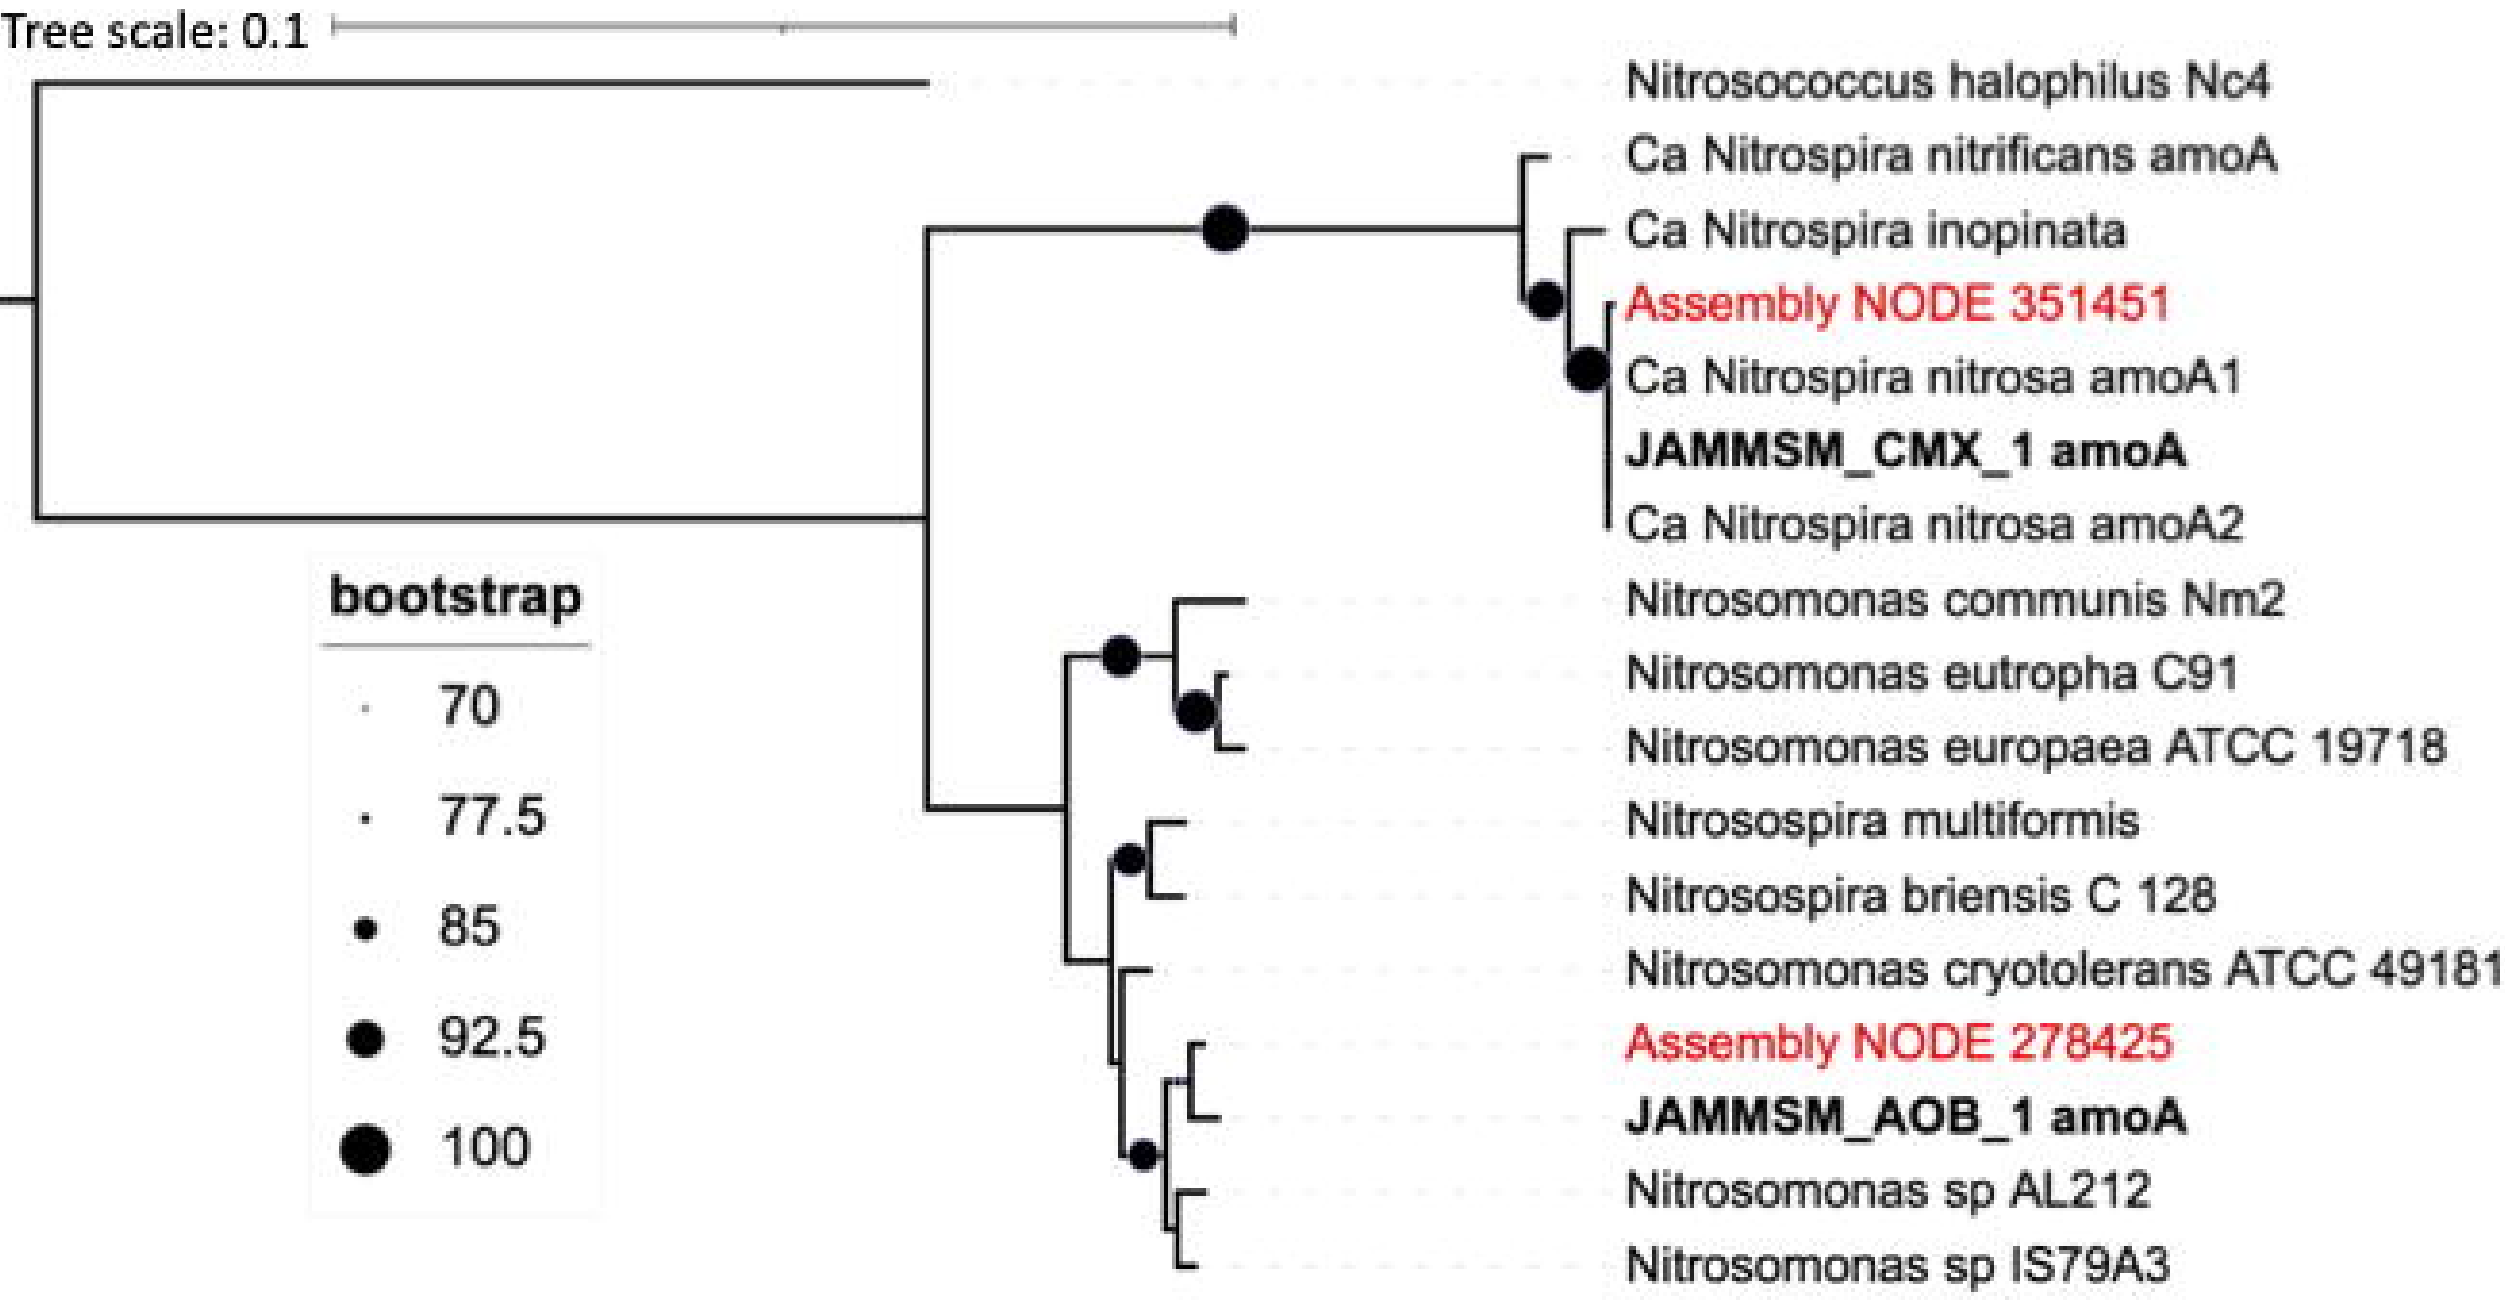 Tree scale: 0.1
Nitrosococcus halophilus Nc4
Ca Nitrospira nitrificans amoA
Ca Nitrospira inopinata
Assembly NODE 351451
Ca Nitrospira nitrosa amoA1
JAMMSM_CMX_1 amoA
Ca Nitrospira nitrosa amoA2
Nitrosomonas communis Nm2
Nitrosomonas eutropha C91
Nitrosomonas europaea ATCC 19718
Nitrosospira multiformis
Nitrosospira briensis C 128
Nitrosomonas cryotolerans ATCC 49181
Assembly NODE 278425
JAMMSM_AOB_1 amoA
Nitrosomonas sp AL212
Nitrosomonas sp IS79A3
bootstrap
70
77.5
85
92.5
100